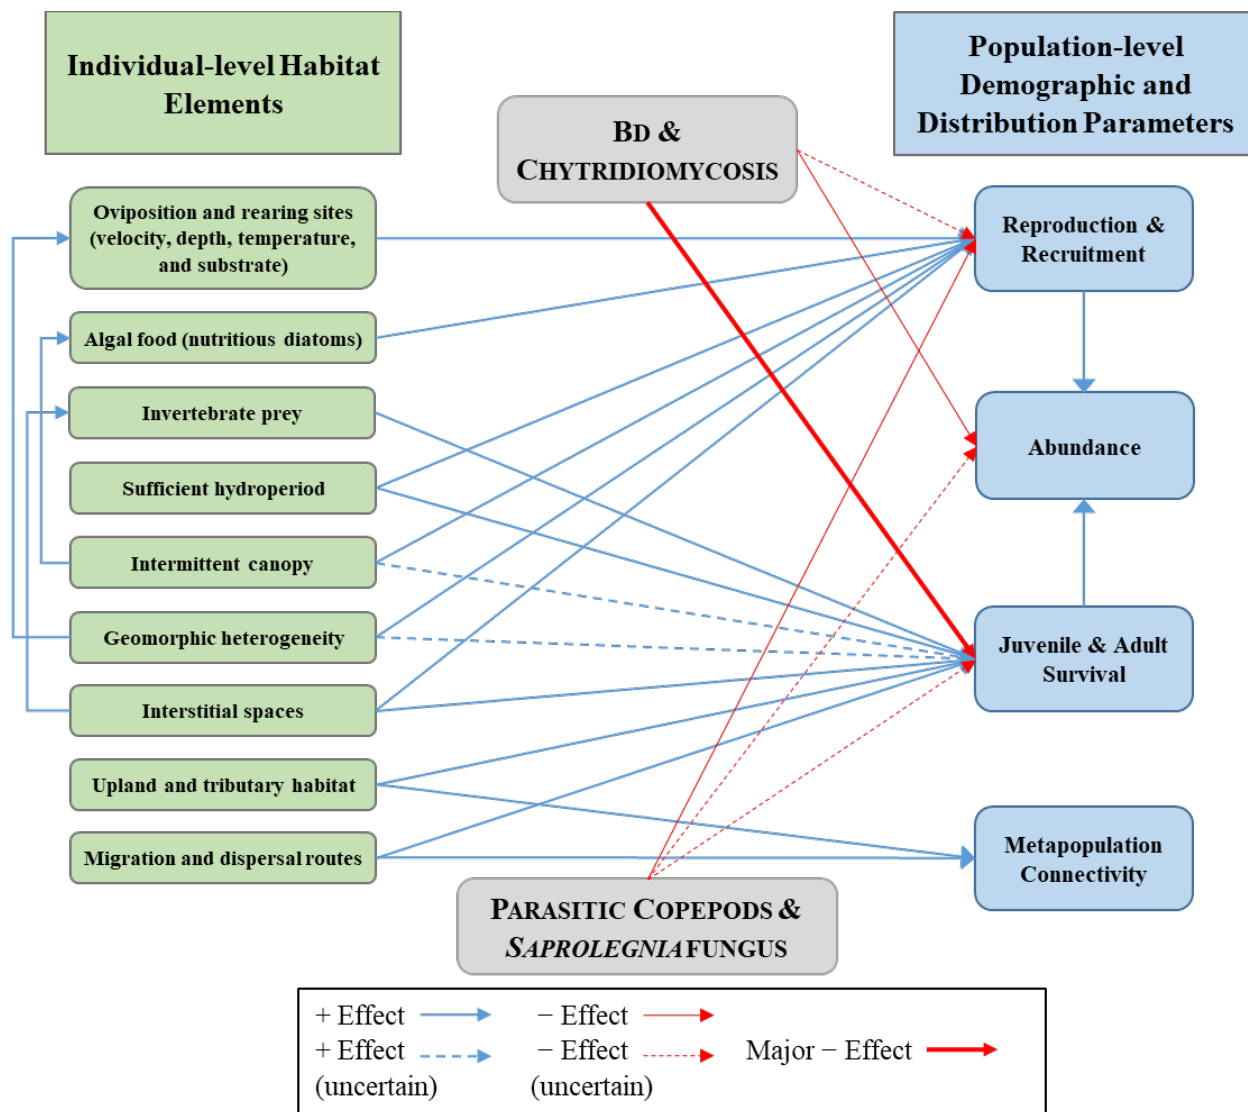 Individual-level Habitat
Elements
Population-level
Demographic and
Distribution Parameters
BD &
CHYTRIDIOMYCOSIS
Oviposition and rearing sites
(velocity, depth, temperature,
and substrate)
Algal food (nutritious diatoms)
Invertebrate prey
Sufficient hydroperiod
Intermittent canopy
Geomorphic heterogeneity
Interstitial spaces
Upland and tributary habitat
Migration and dispersal routes
Reproduction &
Recruitment
Abundance
Juvenile & Adult
Survival
Metapopulation
Connectivity
PARASITIC COPEPODS &
SAPROLEGNIA FUNGUS
+ Effect
− Effect
+ Effect
(uncertain)
− Effect
(uncertain)
Major − Effect